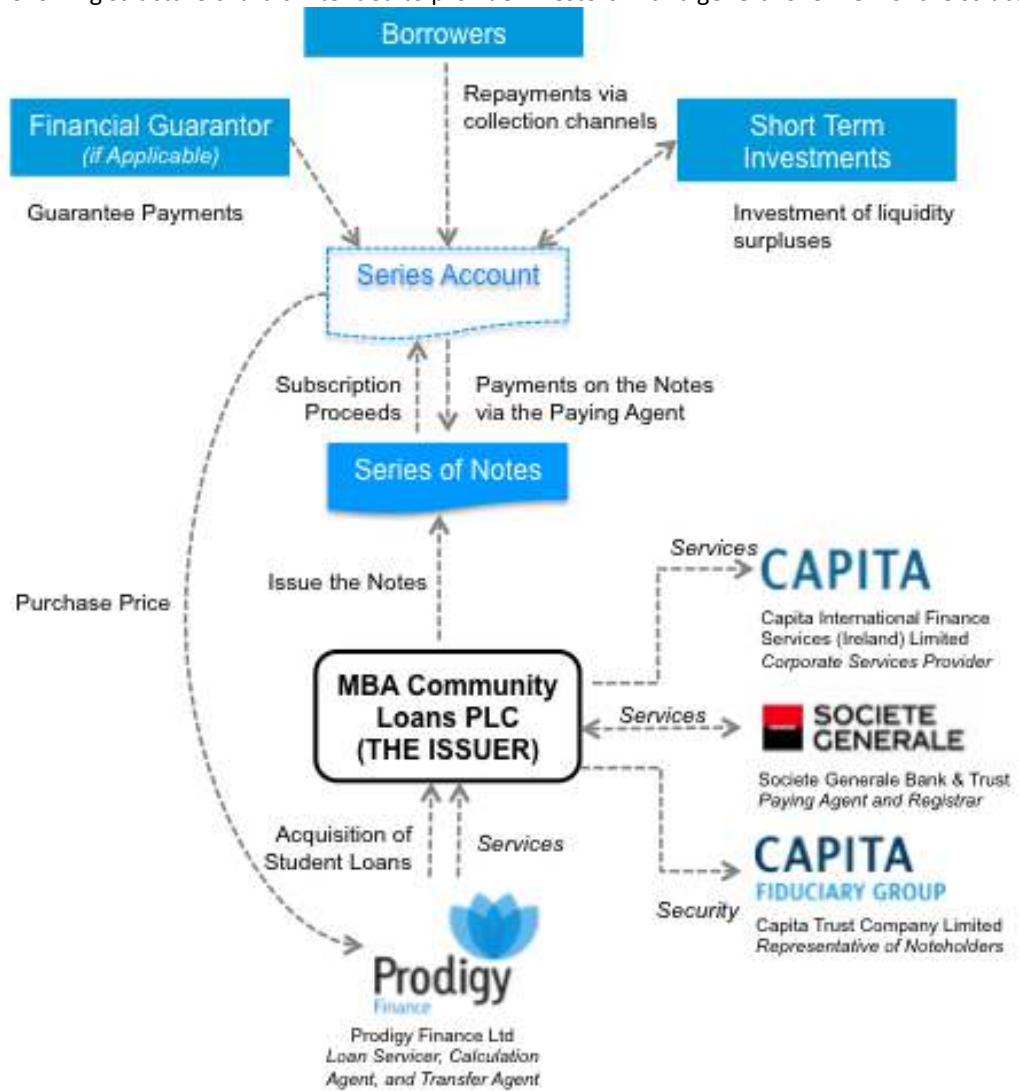 Borrowers
Repayments via
collection channels
Financial Guarantor
(if Applicable)
Short Term
Investments
Guarantee Payments
Investment of liquidity
surpluses
Series Account
Subscription
Proceeds
Payments on the Notes
via the Paying Agent
Series of Notes
Issue the Notes
Purchase Price
Services
CAPITA
Capita International Finance
Services (Ireland) Limited
Corporate Services Provider
MBA Community
Loans PLC
(THE ISSUER)
Services
SOCIETE
GENERALE
Societe Generale Bank & Trust
Paying Agent and Registrar
Acquisition of
Student Loans
Services
Security
CAPITA
FIDUCIARY GROUP
Capita Trust Company Limited
Representative of Noteholders
Prodigy
Finance
Prodigy Finance Ltd
Loan Servicer, Calculation
Agent, and Transfer Agent